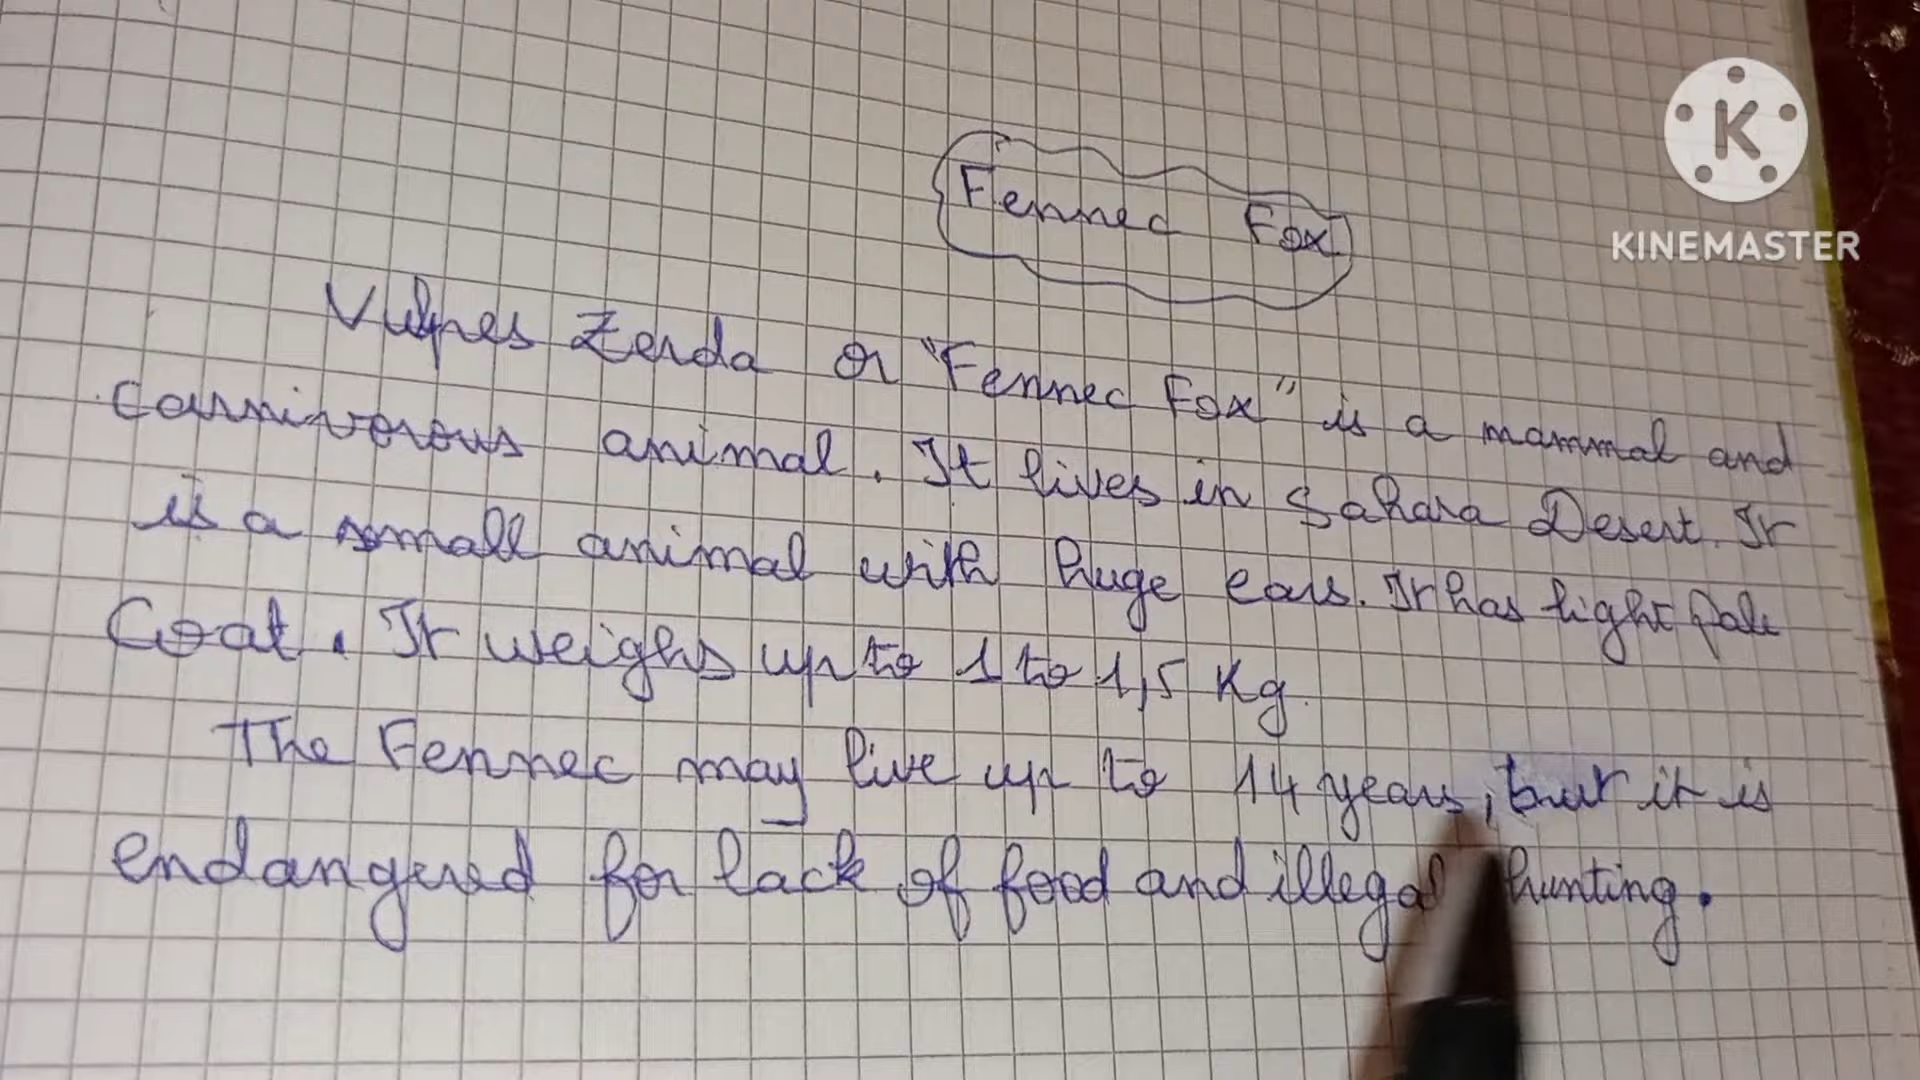 Fennec Fox
Vulpes Zerda or "Fennec Fox" is a mammal and
carnivorous animal. It lives in Sahara Desert. It
is a small animal with huge ears. It has light pale
Coat. It weighs up to 1 to 1,5 Kg.
The Fennec may live up to 14 years, but it is
endangered for lack of food and illegal hunting.
K
KINEMASTER